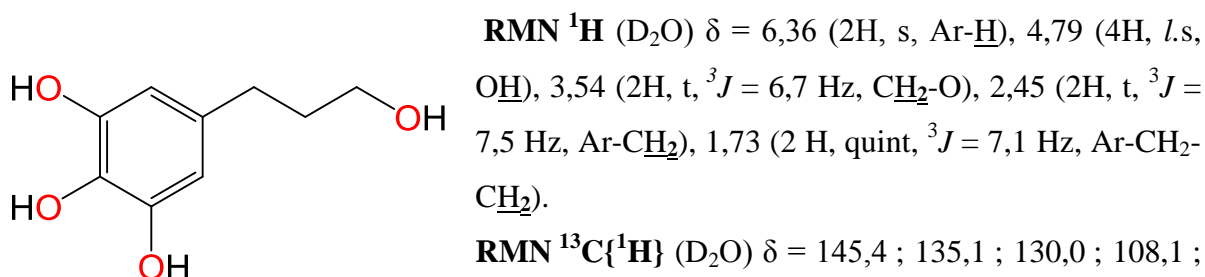 RMN ¹H (D₂O) δ = 6,36 (2H, s, Ar-H), 4,79 (4H, l.s,
OH), 3,54 (2H, t, ³J = 6,7 Hz, CH₂-O), 2,45 (2H, t, ³J =
7,5 Hz, Ar-CH₂), 1,73 (2 H, quint, ³J = 7,1 Hz, Ar-CH₂-
CH₂).
RMN ¹³C{¹H} (D₂O) δ = 145,4 ; 135,1 ; 130,0 ; 108,1 ;
HO
OH
HO
OH